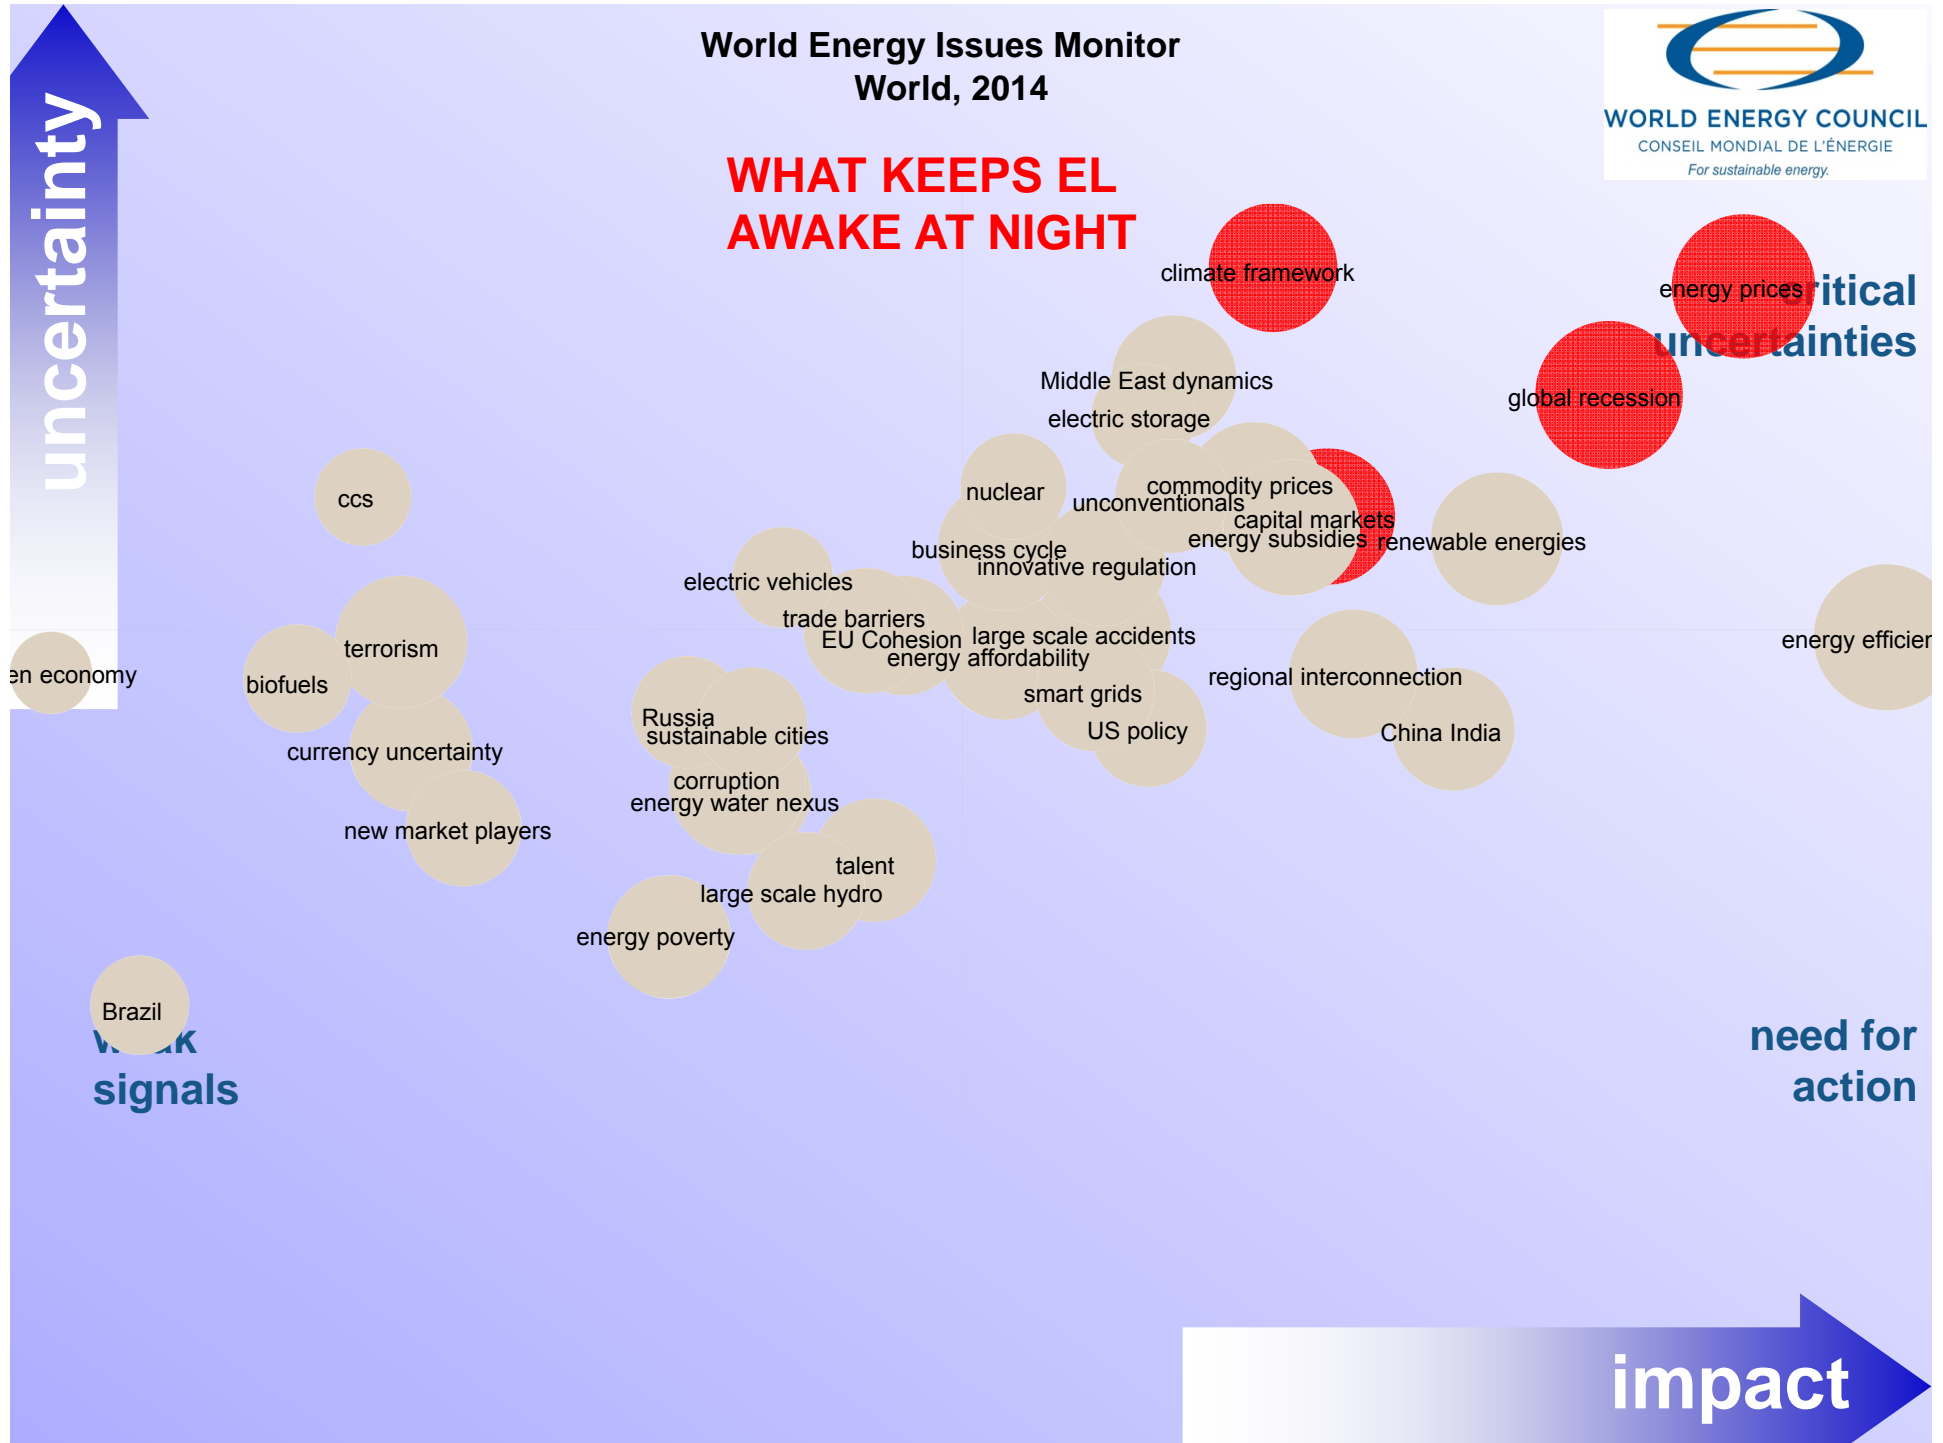 World Energy Issues Monitor
World, 2014
WORLD ENERGY COUNCIL
CONSEIL MONDIAL DE L'ÉNERGIE
For sustainable energy.
uncertainty
WHAT KEEPS EL
AWAKE AT NIGHT
climate framework
energy prices
critical
uncertainties
Middle East dynamics
global recession
electric storage
commodity prices
nuclear
ccs
unconventionals
capital markets
energy subsidies
renewable energies
business cycle
innovative regulation
electric vehicles
trade barriers
EU Cohesion
large scale accidents
energy affordability
energy efficien
terrorism
en economy
biofuels
regional interconnection
smart grids
Russia
sustainable cities
US policy
China India
currency uncertainty
corruption
energy water nexus
new market players
talent
large scale hydro
energy poverty
Brazil
weak
signals
need for
action
impact